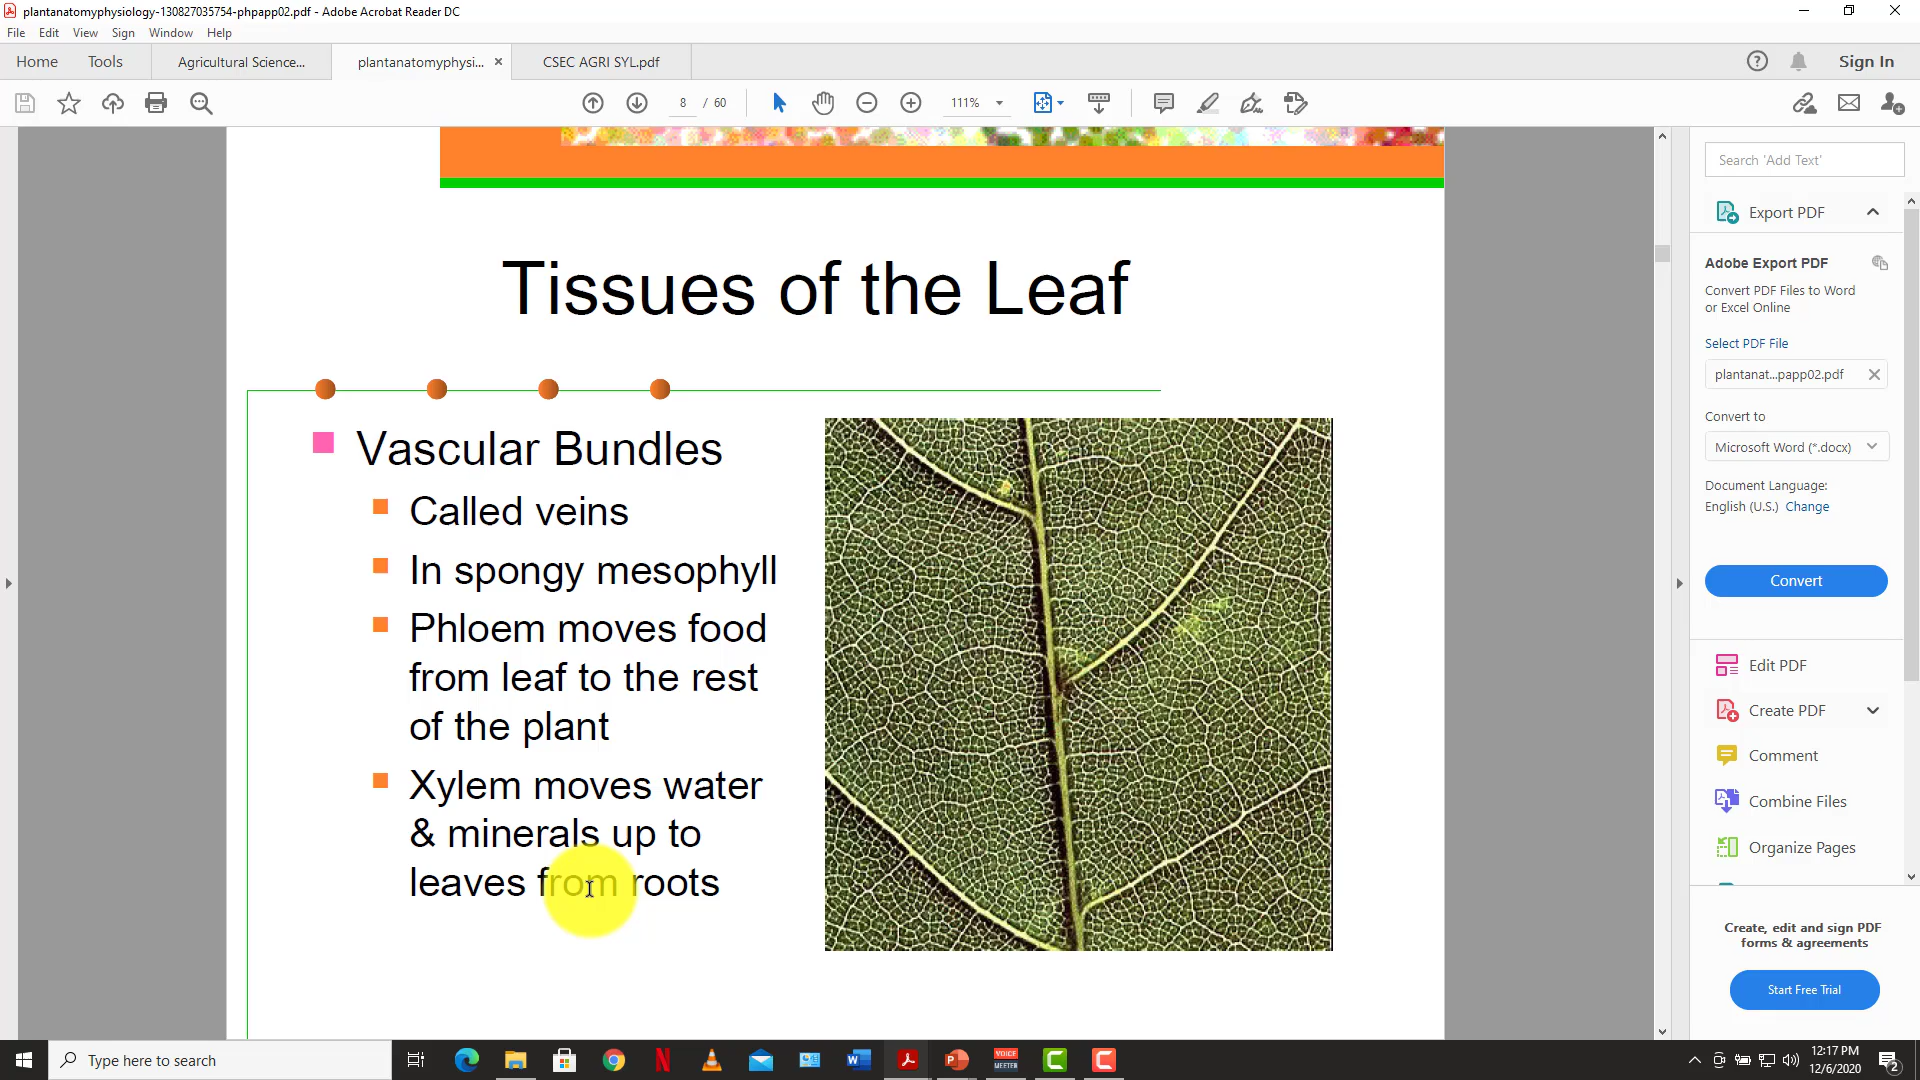 plantanatomyphysiology-130827035754-phpapp02.pdf - Adobe Acrobat Reader DC
File Edit View Sign Window Help
Home Tools Agricultural Science... plantanatomyphysi... CSEC AGRI SYL.pdf Sign In
8 / 60 111%
Tissues of the Leaf
Vascular Bundles
Called veins
In spongy mesophyll
Phloem moves food
from leaf to the rest
of the plant
Xylem moves water
& minerals up to
leaves from roots
Search 'Add Text'
Export PDF
Adobe Export PDF
Convert PDF Files to Word
or Excel Online
Select PDF File
plantanat...papp02.pdf
Convert to
Microsoft Word (*.docx)
Document Language:
English (U.S.) Change
Convert
Edit PDF
Create PDF
Comment
Combine Files
Organize Pages
Create, edit and sign PDF
forms & agreements
Start Free Trial
Type here to search
VOICE
MEETER
12:17 PM
12/6/2020
2